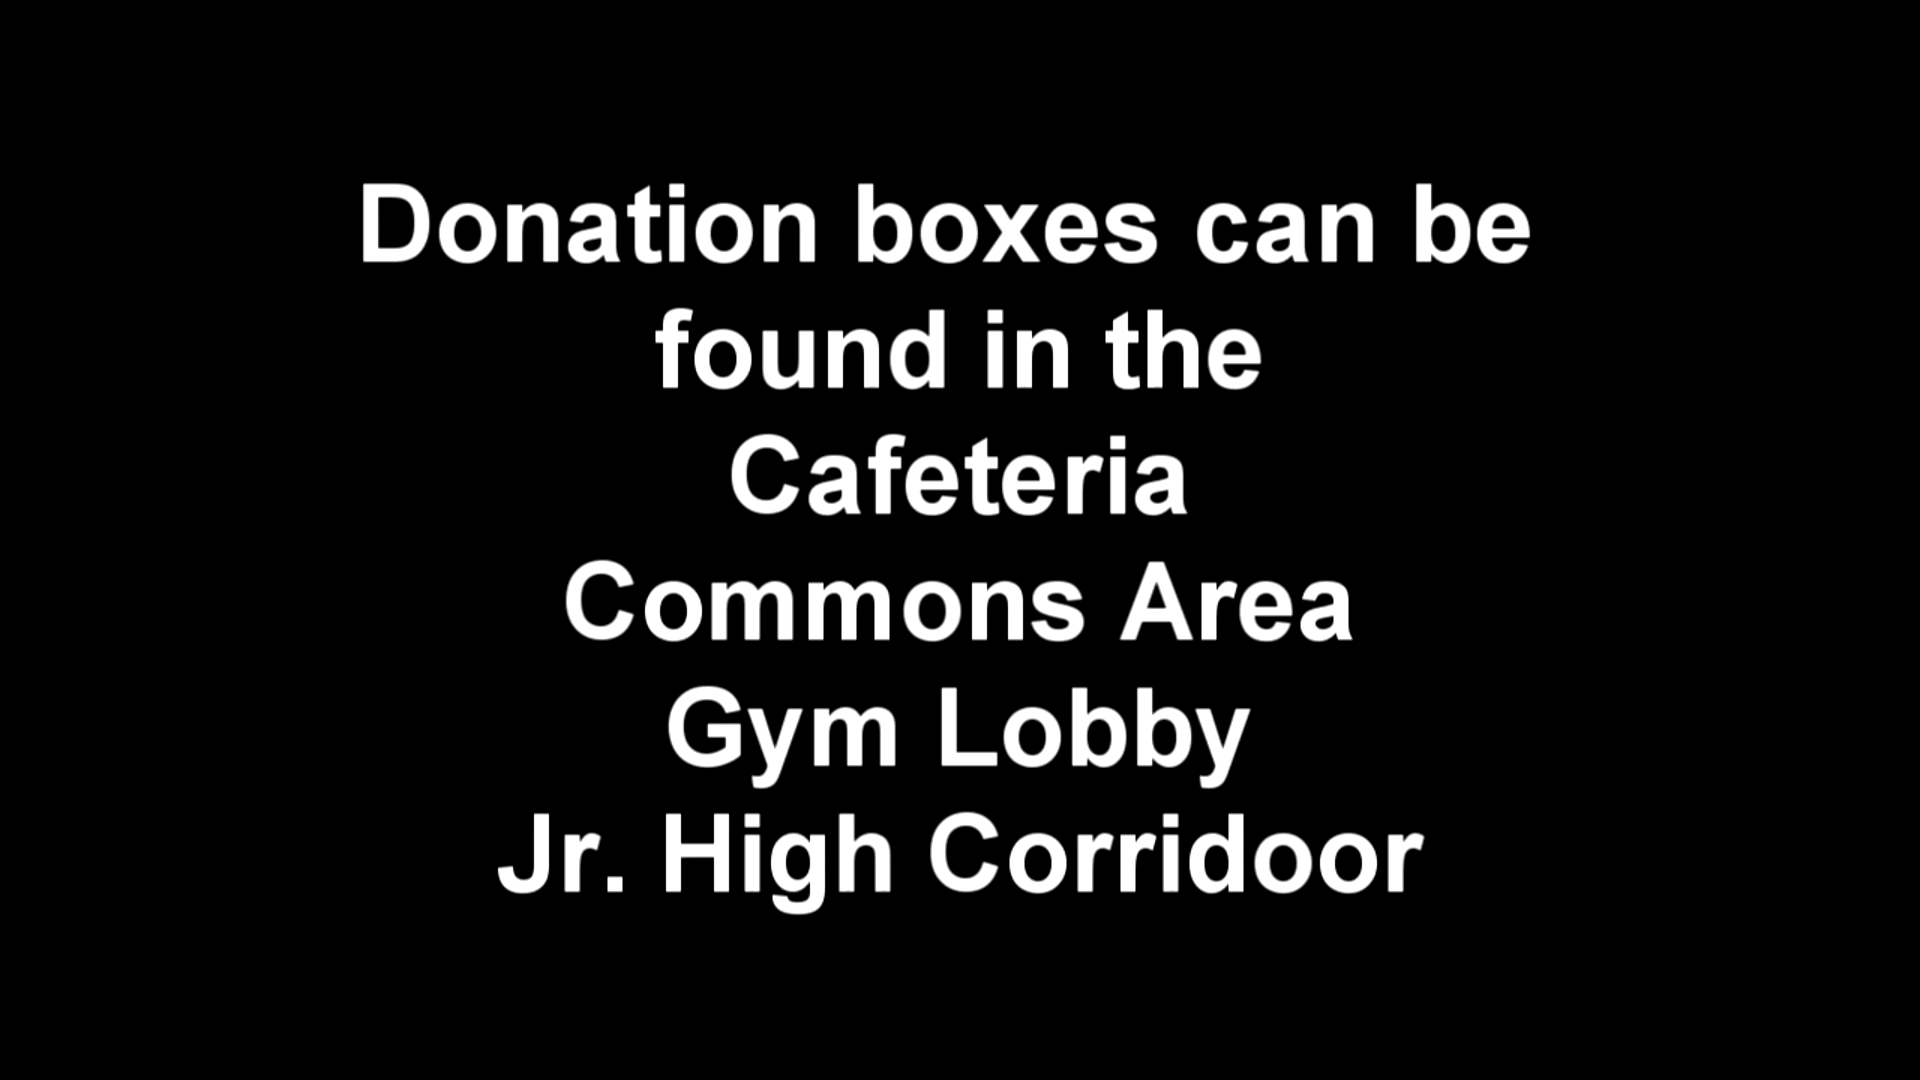 Donation boxes can be
found in the
Cafeteria
Commons Area
Gym Lobby
Jr. High Corridoor